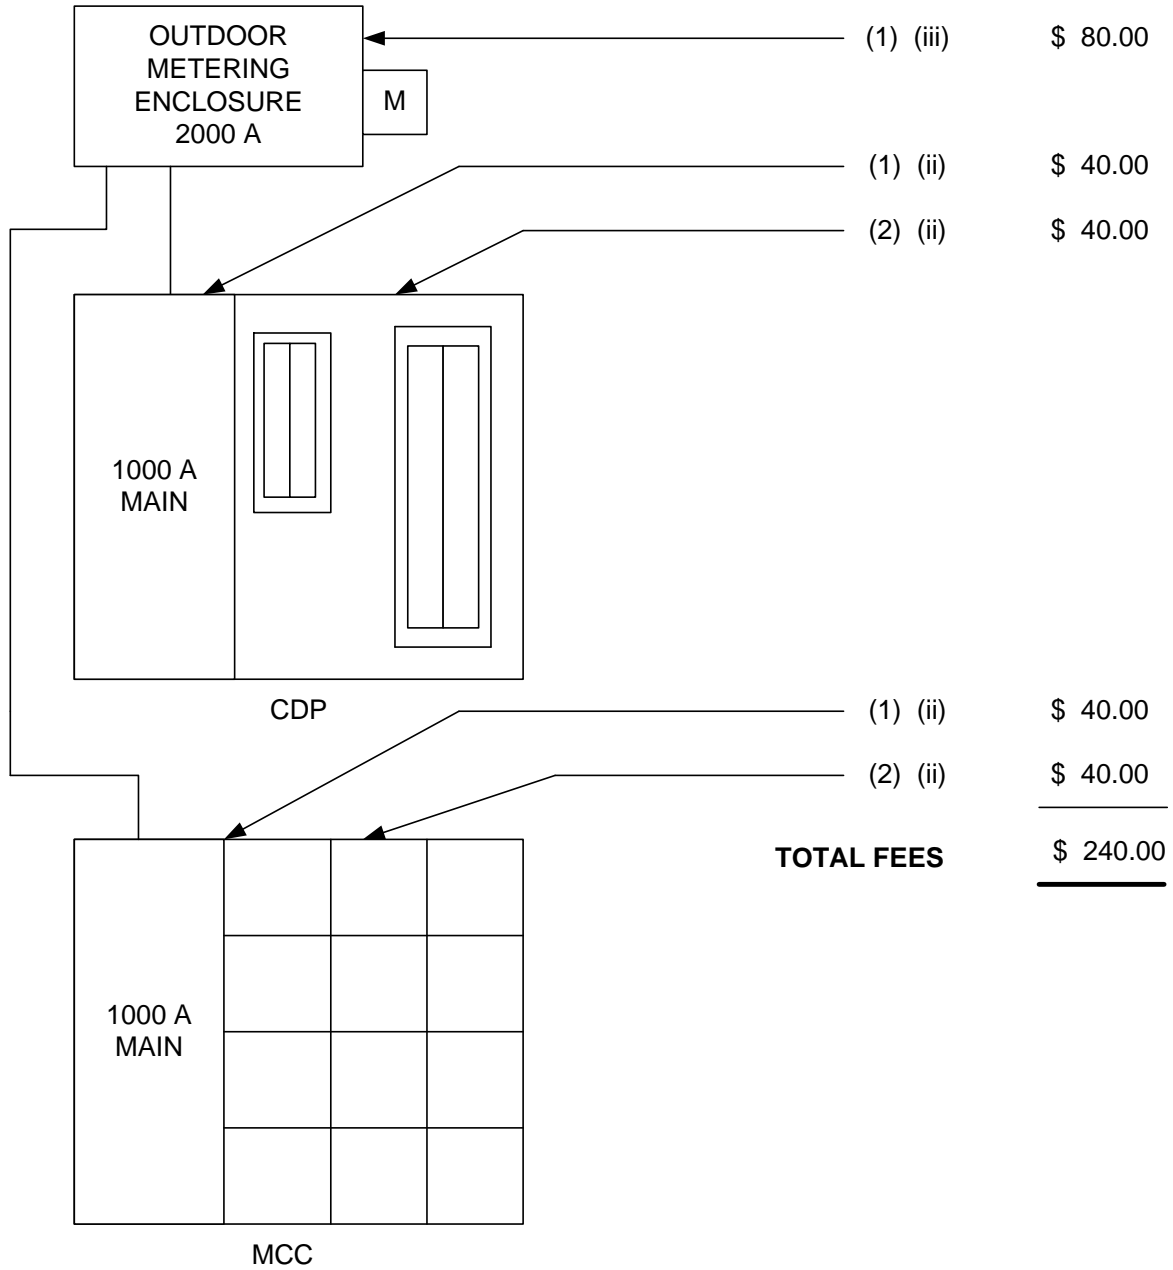 OUTDOOR
METERING
ENCLOSURE
2000 A
M
(1) (iii) $ 80.00
(1) (ii) $ 40.00
(2) (ii) $ 40.00
1000 A
MAIN
CDP
(1) (ii) $ 40.00
(2) (ii) $ 40.00
TOTAL FEES $ 240.00
1000 A
MAIN
MCC